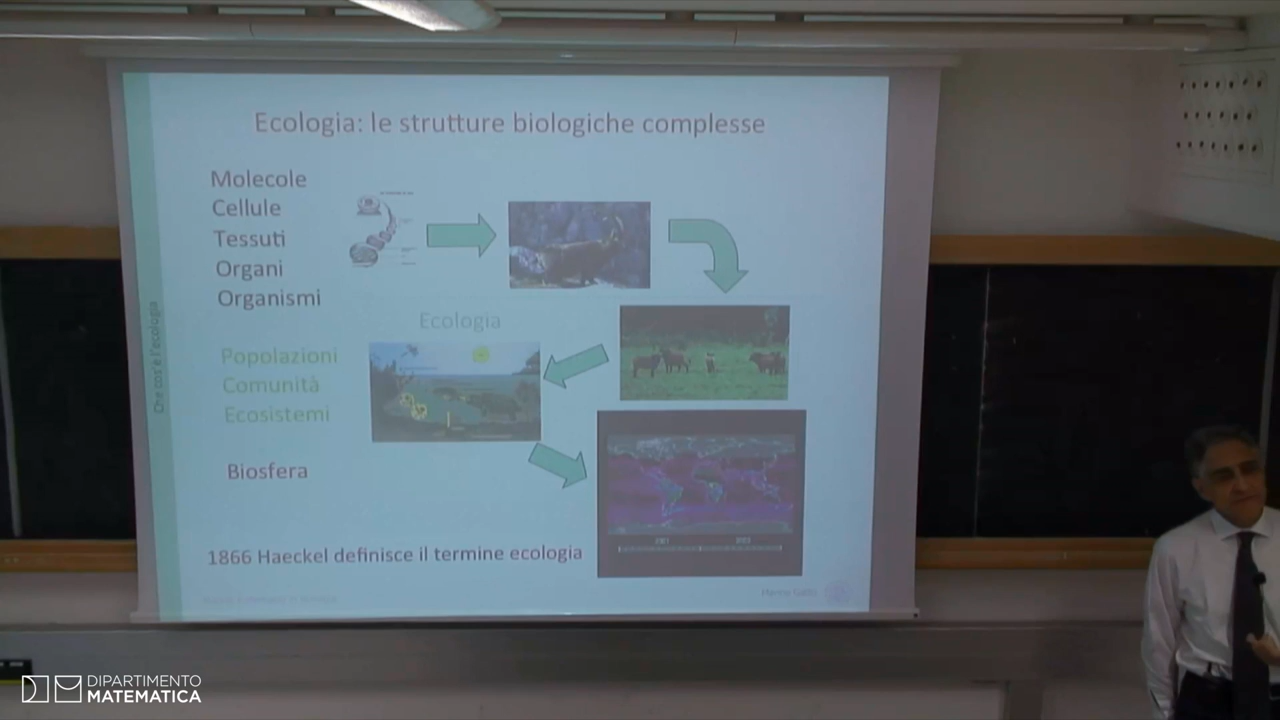 Ecologia: le strutture biologiche complesse
Molecole
Cellule
Tessuti
Organi
Organismi
Ecologia
Popolazioni
Comunità
Ecosistemi
Biosfera
1866 Haeckel definisce il termine ecologia
Che cos'è l'ecologia
DIPARTIMENTO
MATEMATICA